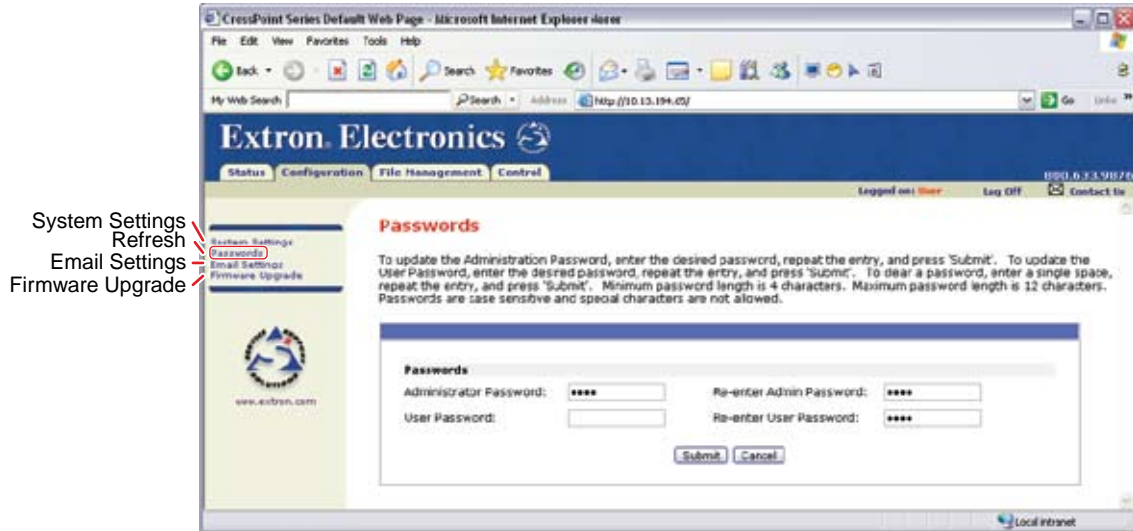 CressPoint Series Default Web Page - Microsoft Internet Explorer
File Edit View Favorites Tools Help
Back Search Favorites
My Web Search Search Address http://10.13.194.65/ Go Links
Extron Electronics
Status Configuration File Management Control
800.633.9876
Logged on: User Log Off Contact Us
System Settings
Refresh
Email Settings
Firmware Upgrade
System Settings
Passwords
Email Settings
Firmware Upgrade
www.extron.com
Passwords
To update the Administration Password, enter the desired password, repeat the entry, and press 'Submit'. To update the
User Password, enter the desired password, repeat the entry, and press 'Submit'. To clear a password, enter a single space,
repeat the entry, and press 'Submit'. Minimum password length is 4 characters. Maximum password length is 12 characters.
Passwords are case sensitive and special characters are not allowed.
Passwords
Administrator Password: •••• Re-enter Admin Password: ••••
User Password: Re-enter User Password: ••••
Submit Cancel
Local intranet